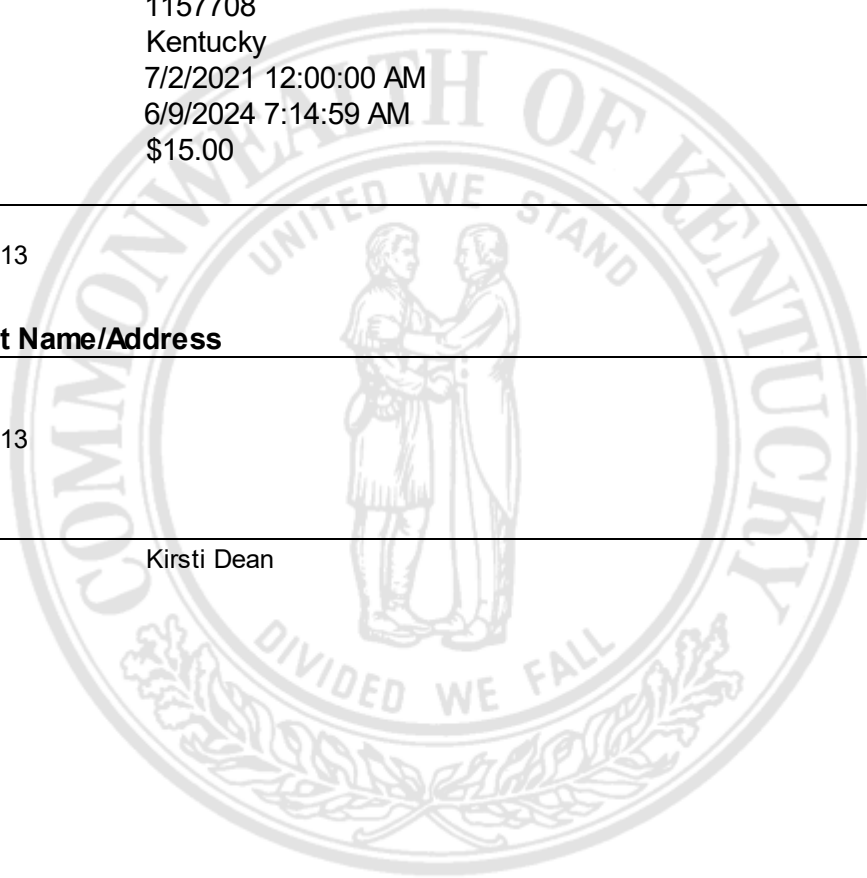 1157708
Kentucky
7/2/2021 12:00:00 AM
6/9/2024 7:14:59 AM
$15.00
13
t Name/Address
13
Kirsti Dean
COMMONWEALTH OF KENTUCKY
UNITED WE STAND
DIVIDED WE FALL